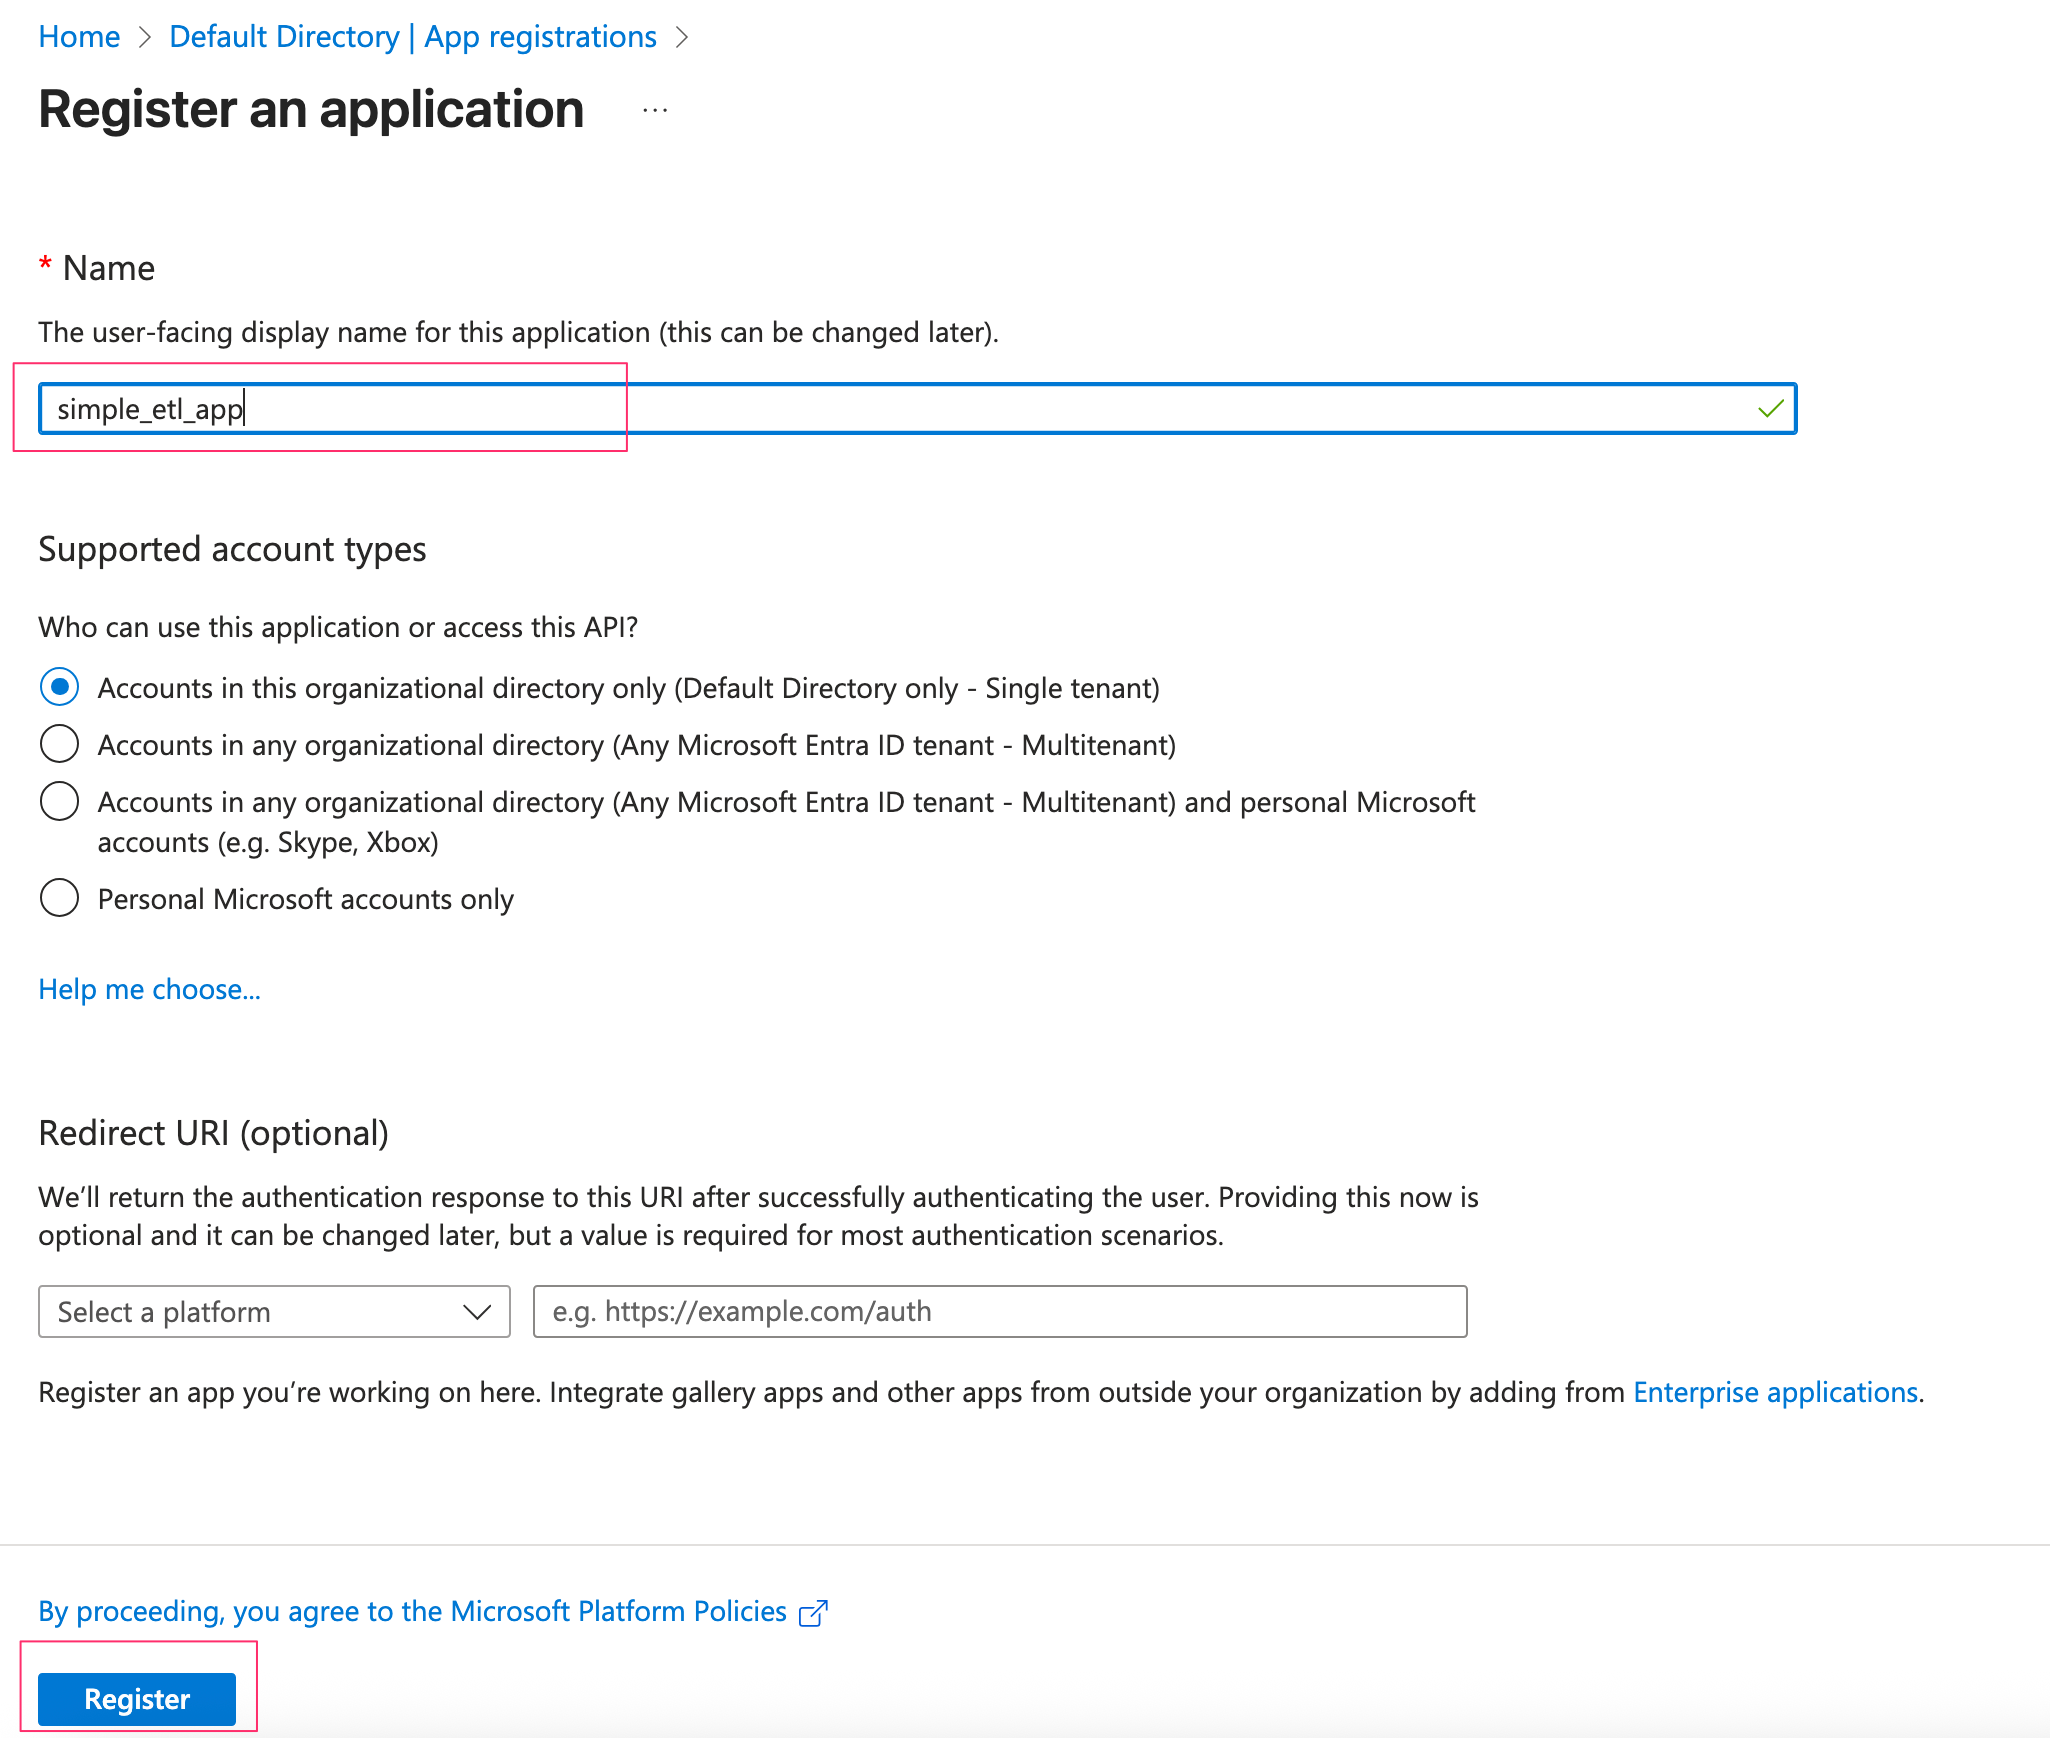 Home > Default Directory | App registrations >
Register an application ...
* Name
The user-facing display name for this application (this can be changed later).
simple_etl_app
Supported account types
Who can use this application or access this API?
Accounts in this organizational directory only (Default Directory only - Single tenant)
Accounts in any organizational directory (Any Microsoft Entra ID tenant - Multitenant)
Accounts in any organizational directory (Any Microsoft Entra ID tenant - Multitenant) and personal Microsoft
accounts (e.g. Skype, Xbox)
Personal Microsoft accounts only
Help me choose...
Redirect URI (optional)
We’ll return the authentication response to this URI after successfully authenticating the user. Providing this now is
optional and it can be changed later, but a value is required for most authentication scenarios.
Select a platform
e.g. https://example.com/auth
Register an app you’re working on here. Integrate gallery apps and other apps from outside your organization by adding from Enterprise applications.
By proceeding, you agree to the Microsoft Platform Policies
Register